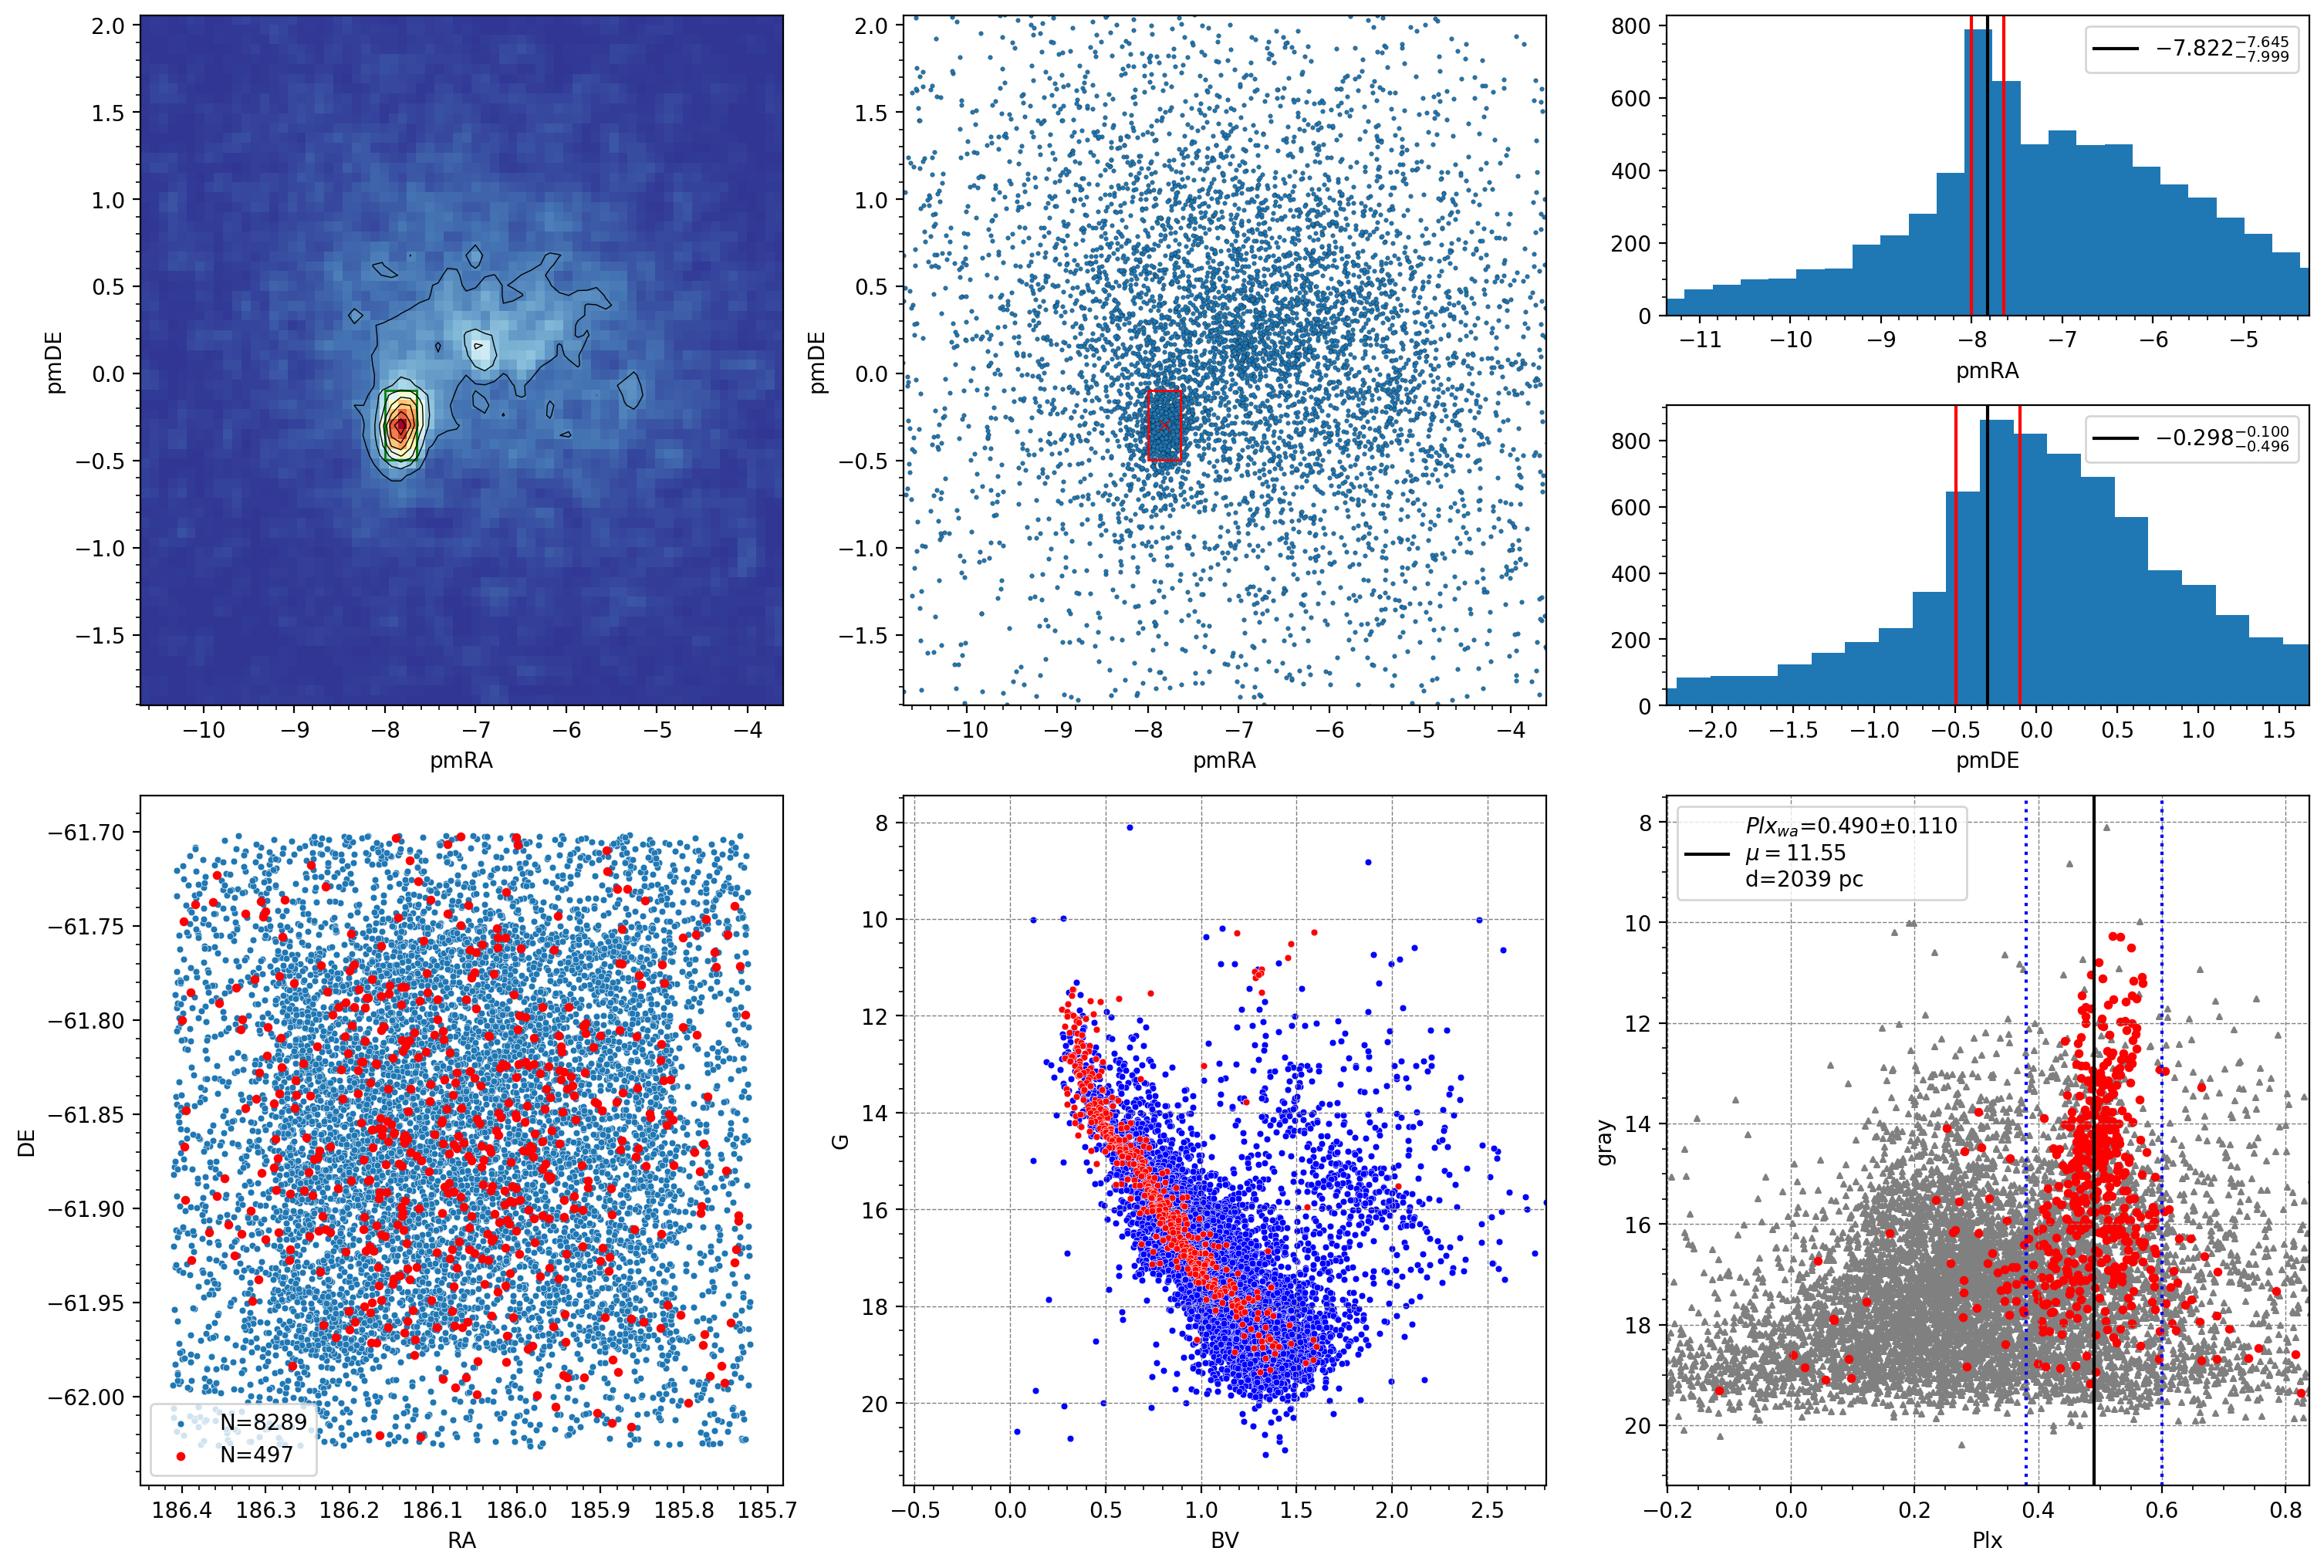 2.0
1.5
1.0
0.5
0.0
−0.5
−1.0
−1.5
pmDE
−10 −9 −8 −7 −6 −5 −4
pmRA
2.0
1.5
1.0
0.5
0.0
−0.5
−1.0
−1.5
pmDE
−10 −9 −8 −7 −6 −5 −4
pmRA
800
600
400
200
0
−7.822 −7.645 −7.999
−11 −10 −9 −8 −7 −6 −5
pmRA
800
600
400
200
0
−0.298 −0.100 −0.496
−2.0 −1.5 −1.0 −0.5 0.0 0.5 1.0 1.5
pmDE
−61.70
−61.75
−61.80
−61.85
−61.90
−61.95
−62.00
DE
N=8289
N=497
186.4 186.3 186.2 186.1 186.0 185.9 185.8 185.7
RA
8
10
12
14
16
18
20
G
−0.5 0.0 0.5 1.0 1.5 2.0 2.5
BV
8
10
12
14
16
18
20
gray
Plx_wa=0.490±0.110
μ = 11.55
d=2039 pc
−0.2 0.0 0.2 0.4 0.6 0.8
Plx